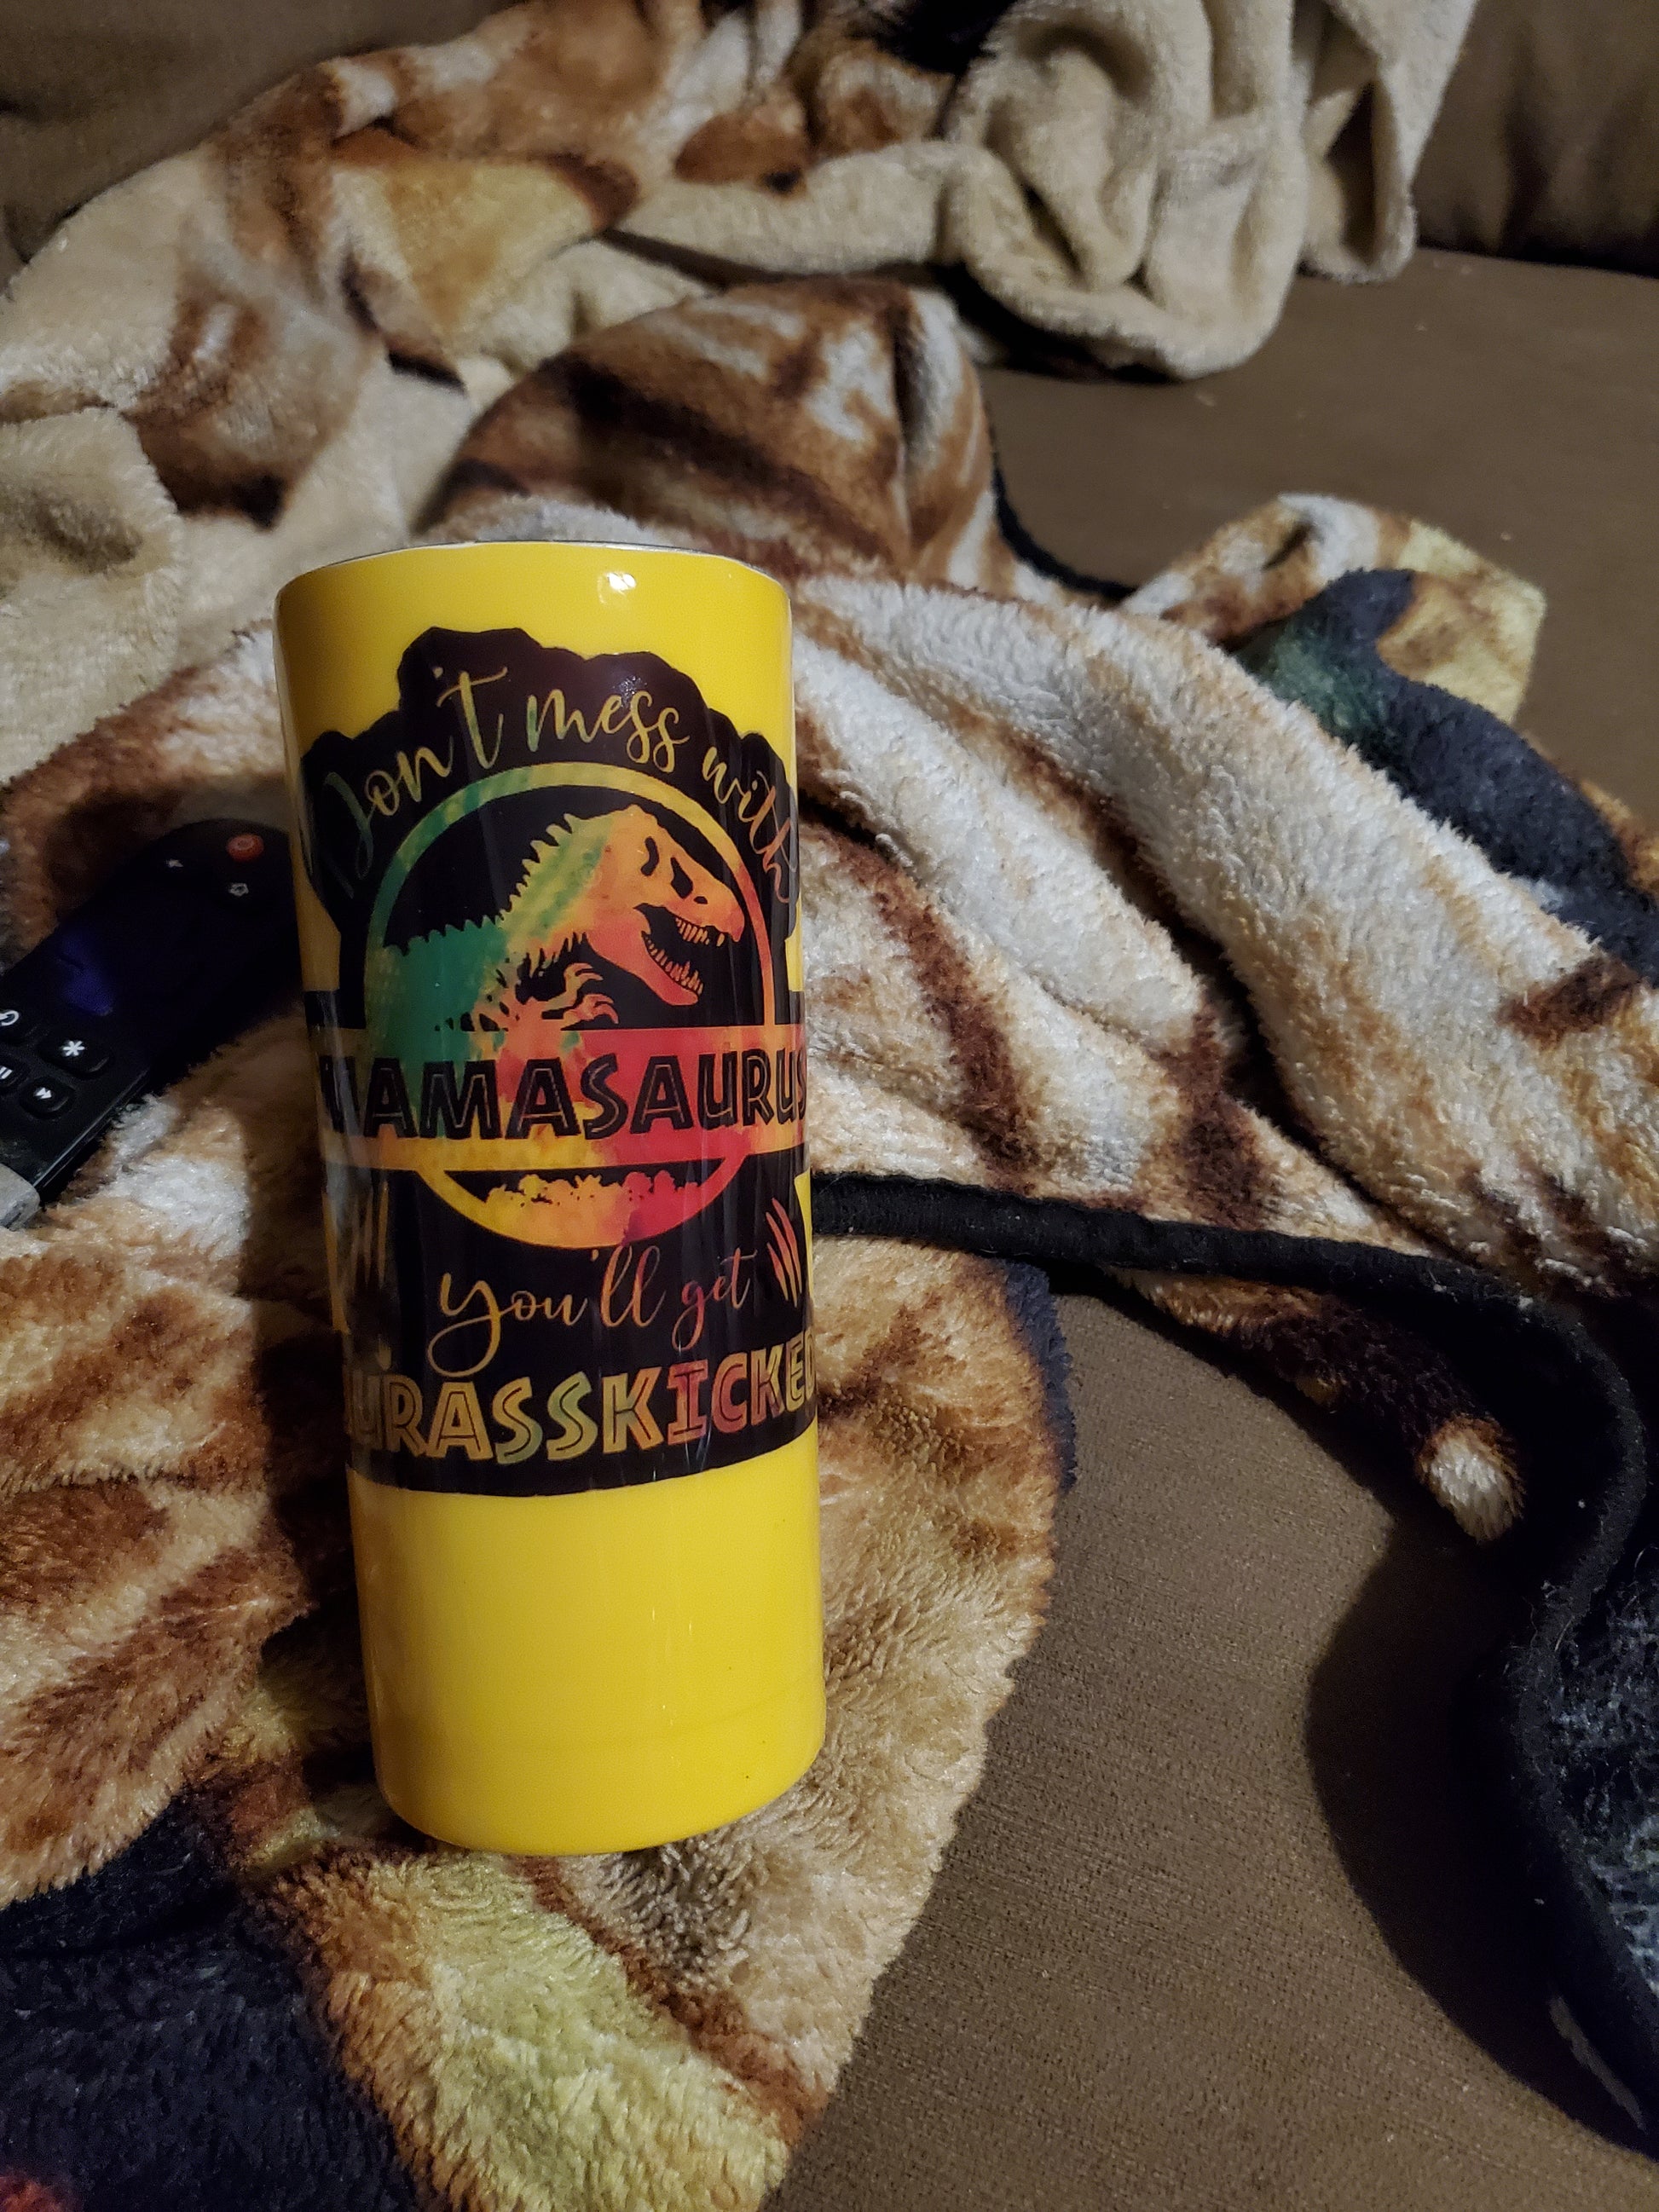 Don't mess with
MAMASAURUS
you'll get
JURASSKICKED